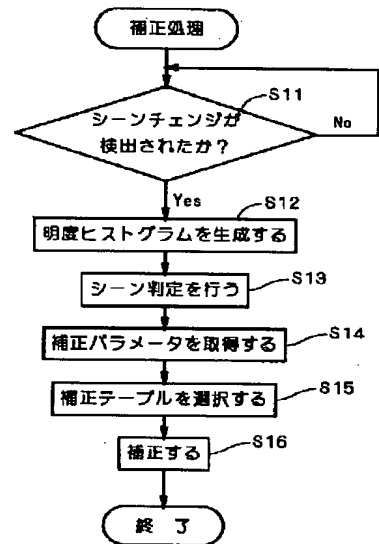 補正処理
S11
シーンチェンジが
検出されたか？
No
Yes
S12
明度ヒストグラムを生成する
S13
シーン判定を行う
S14
補正パラメータを取得する
S15
補正テーブルを選択する
S16
補正する
終 了